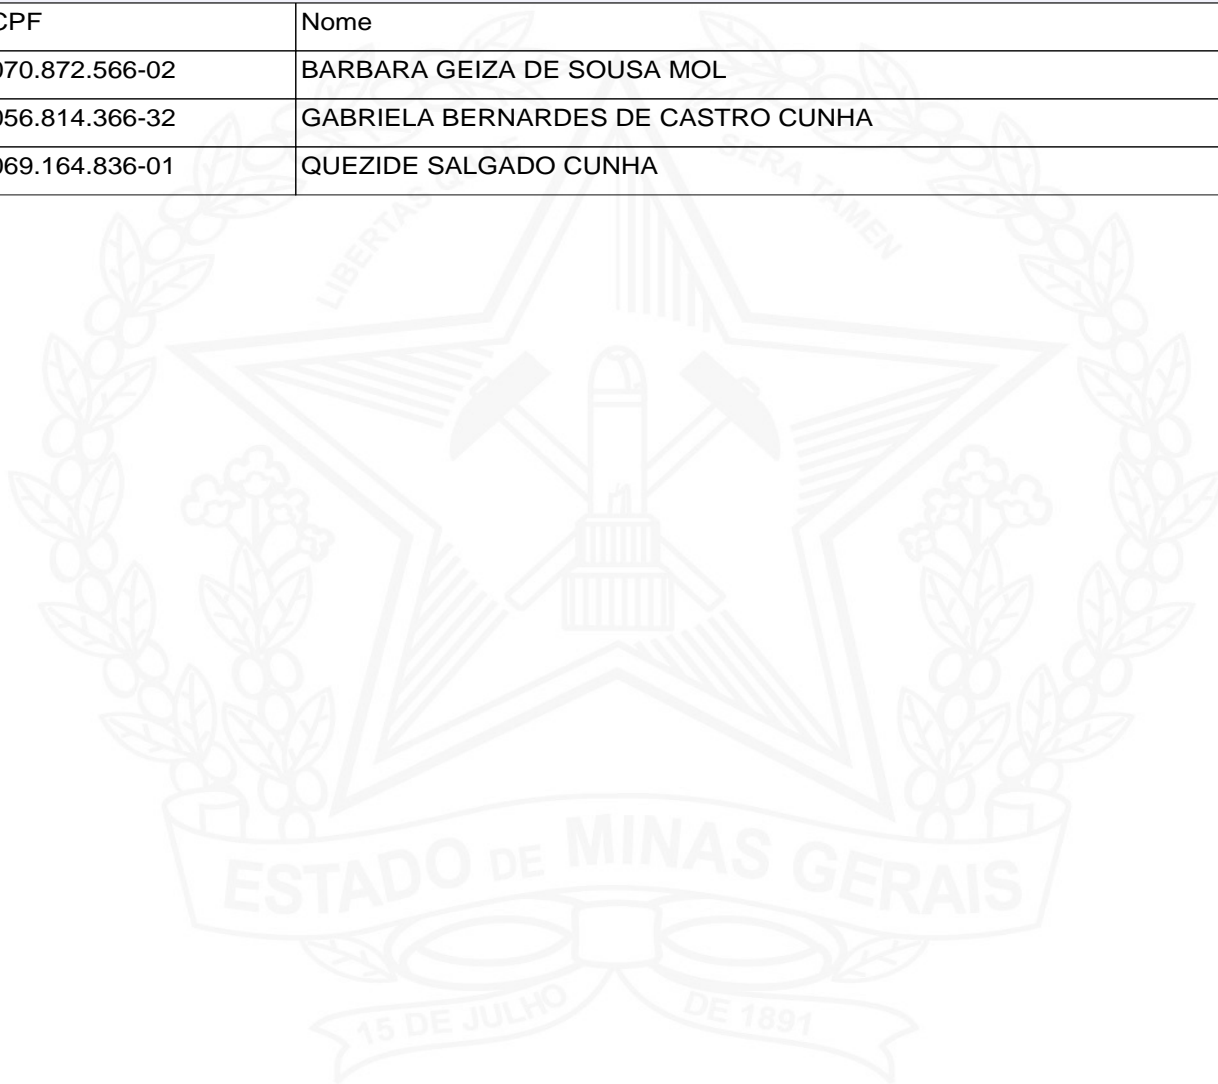 CPF Nome
070.872.566-02 BARBARA GEIZA DE SOUSA MOL
056.814.366-32 GABRIELA BERNARDES DE CASTRO CUNHA
069.164.836-01 QUEZIDE SALGADO CUNHA
LIBERTAS QUÆ SERA TAMEN
ESTADO DE MINAS GERAIS
15 DE JULHO DE 1891